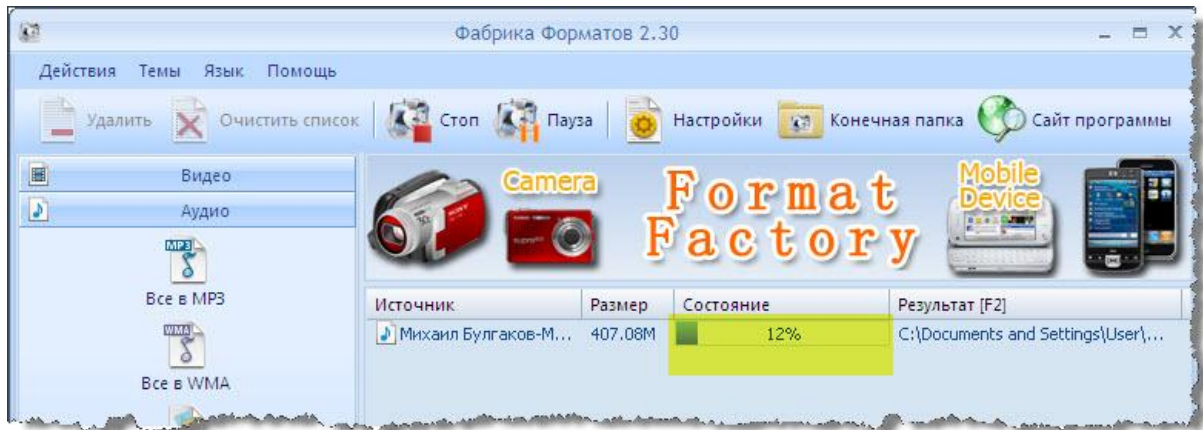 Фабрика Форматов 2.30
Действия Темы Язык Помощь
Удалить Очистить список Стоп Пауза Настройки Конечная папка Сайт программы
Видео
Аудио
MP3
Все в MP3
WMA
Все в WMA
Camera
Format
Factory
Mobile
Device
Источник Размер Состояние Результат [F2]
Михаил Булгаков-М... 407.08M 12% C:\Documents and Settings\User\...